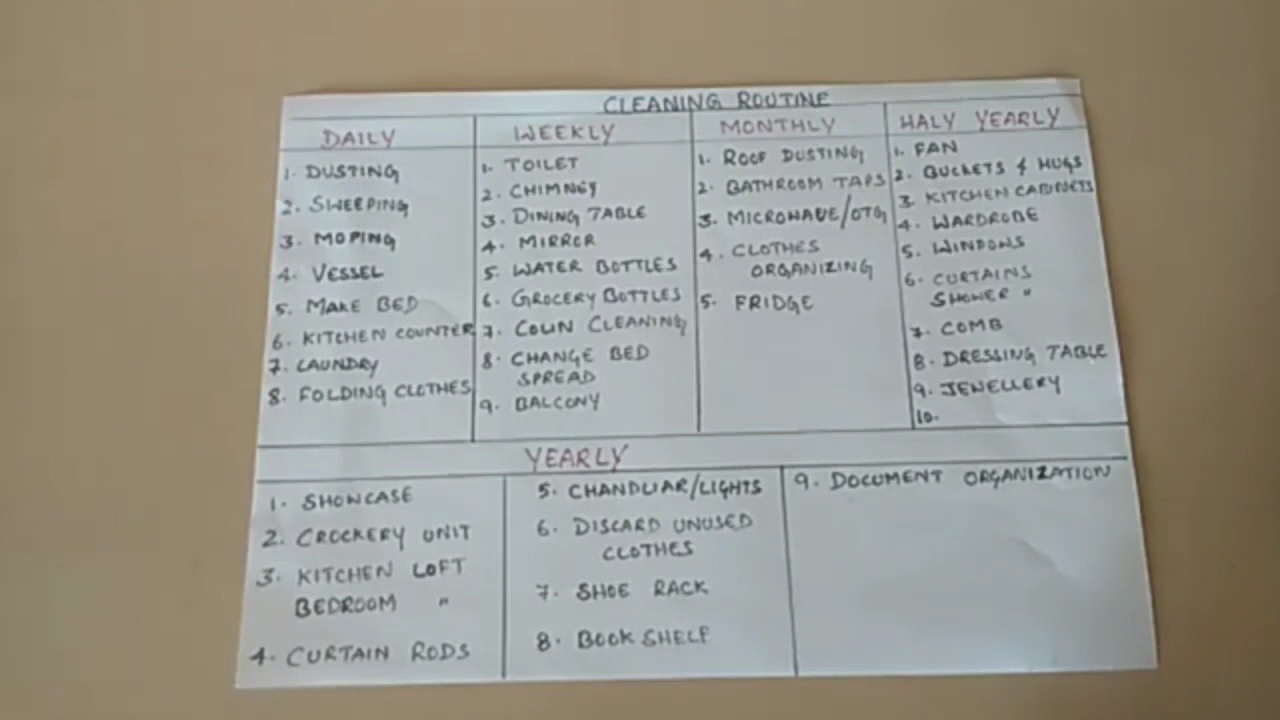 CLEANING ROUTINE
DAILY
1. DUSTING
2. SWEEPING
3. MOPING
4. VESSEL
5. MAKE BED
6. KITCHEN COUNTER
7. LAUNDRY
8. FOLDING CLOTHES
WEEKLY
1. TOILET
2. CHIMNEY
3. DINING TABLE
4. MIRROR
5. WATER BOTTLES
6. GROCERY BOTTLES
7. COLIN CLEANING
8. CHANGE BED
SPREAD
9. BALCONY
MONTHLY
1. ROOF DUSTING
2. BATHROOM TAPS
3. MICROWAVE/OTG
4. CLOTHES
ORGANIZING
5. FRIDGE
HALY YEARLY
1. FAN
2. BUCKETS & MUGS
3. KITCHEN CABINETS
4. WARDROBE
5. WINDOWS
6. CURTAINS
SHOWER "
7. COMB
8. DRESSING TABLE
9. JEWELLERY
10.
YEARLY
1. SHOWCASE
2. CROCKERY UNIT
3. KITCHEN LOFT
BEDROOM "
4. CURTAIN RODS
5. CHANDLIAR/LIGHTS
6. DISCARD UNUSED
CLOTHES
7. SHOE RACK
8. BOOK SHELF
9. DOCUMENT ORGANIZATION